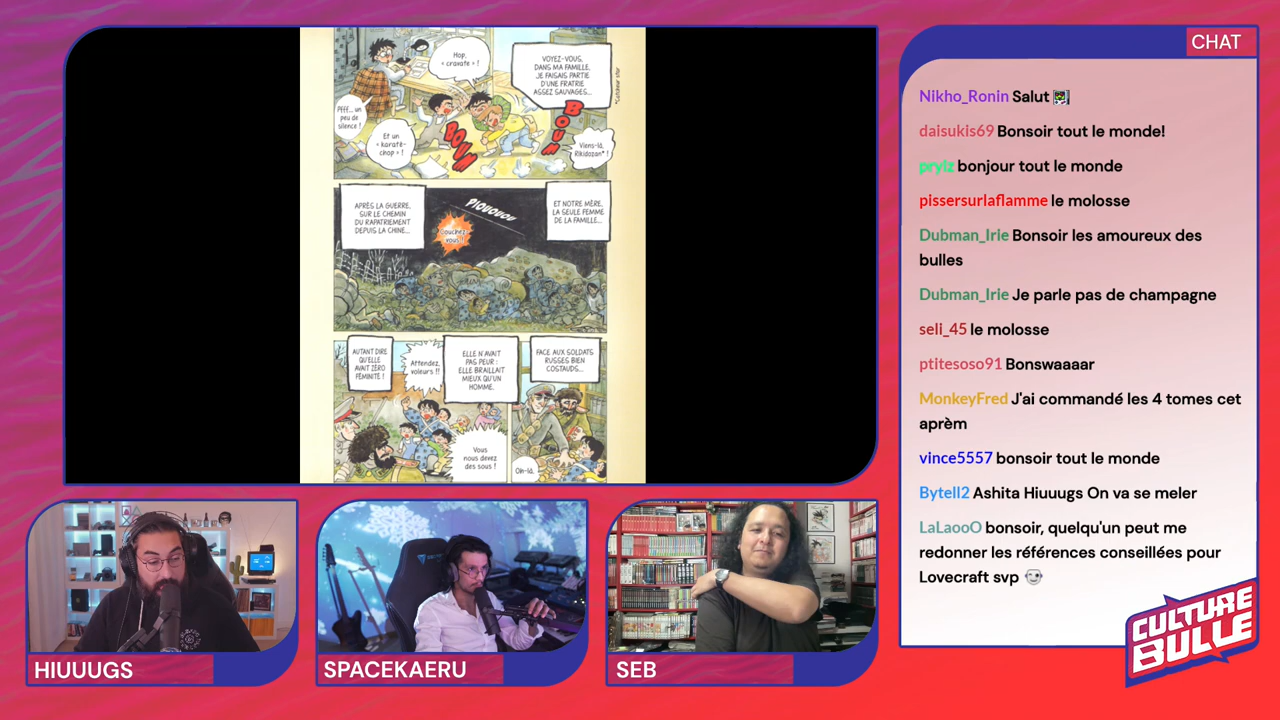 Hop,
« craxate » !
VOYEZ-VOUS,
DANS MA FAMILLE,
JE FAISAIS PARTIE
D'UNE FRATRIE
ASSEZ SAUVAGES...
Pfff... un
peu de
silence !
Et un
« karaté-
chop » !
BOUM
BOUM
Viens-là,
Rikidozan* !
APRÈS LA GUERRE,
SUR LE CHEMIN
DU RAPATRIEMENT
DEPUIS LA CHINE...
PIOUUUOU
ouchez-
vous !
ET NOTRE MÈRE,
LA SEULE FEMME
DE LA FAMILLE...
AUTANT DIRE
QU'ELLE
AVAIT ZÉRO
FÉMINITÉ !
Attendez,
voleurs !!
ELLE N'AVAIT
PAS PEUR :
ELLE BRAILLAIT
MIEUX QU'UN
HOMME.
FACE AUX SOLDATS
RUSSES BIEN
COSTAUDS...
Vous
nous devez
des sous !
Oh-là.
HIUUUGS
SPACEKAERU
SEB
CHAT
Nikho_Ronin Salut
daisukis69 Bonsoir tout le monde!
prylz bonjour tout le monde
pissersurlaflamme le molosse
Dubman_Irie Bonsoir les amoureux des
bulles
Dubman_Irie Je parle pas de champagne
seli_45 le molosse
ptitesoso91 Bonswaaaar
MonkeyFred J'ai commandé les 4 tomes cet
aprèm
vince5557 bonsoir tout le monde
Bytell2 Ashita Hiuuugs On va se meler
LaLaooO bonsoir, quelqu'un peut me
redonner les références conseillées pour
Lovecraft svp
CULTURE
BULLE